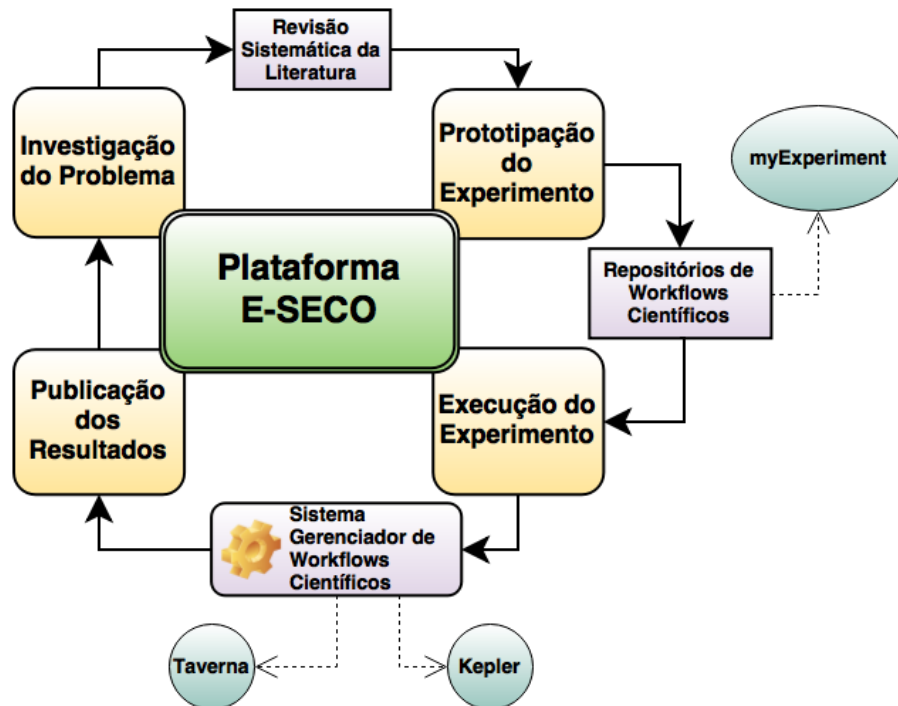 Revisão
Sistemática da
Literatura
Investigação
do Problema
Prototipação
do
Experimento
myExperiment
Plataforma
E-SECO
Repositórios de
Workflows
Científicos
Publicação
dos
Resultados
Execução do
Experimento
Sistema
Gerenciador de
Workflows
Científicos
Taverna
Kepler